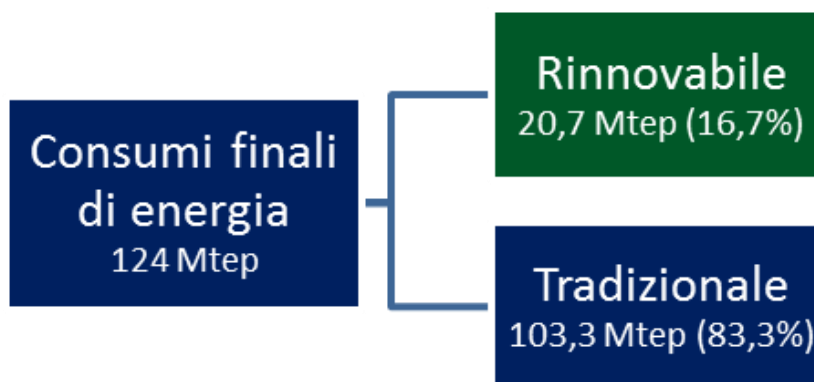 Consumi finali
di energia
124 Mtep
Rinnovabile
20,7 Mtep (16,7%)
Tradizionale
103,3 Mtep (83,3%)